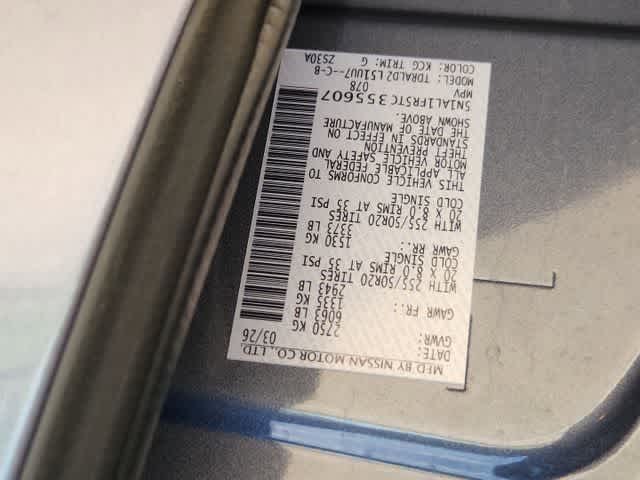 MFD BY NISSAN MOTOR CO., LTD.
DATE: 03/26
GVWR: 2750 KG
6063 LB
GAWR FR.: 1335 KG
2943 LB
WITH 255/50R20 TIRES
20 X 8.0 RIMS AT 35 PSI
COLD SINGLE
GAWR RR.: 1530 KG
3373 LB
WITH 255/50R20 TIRES
20 X 8.0 RIMS AT 35 PSI
COLD SINGLE
THIS VEHICLE CONFORMS TO
ALL APPLICABLE FEDERAL
MOTOR VEHICLE SAFETY AND
THEFT PREVENTION
STANDARDS IN EFFECT ON
THE DATE OF MANUFACTURE
SHOWN ABOVE.
5N1AL1FR5TC355607
MPV 078
MODEL: TDRALD2 L51UU7--C-B
COLOR: KCG TRIM: G
ZS30A